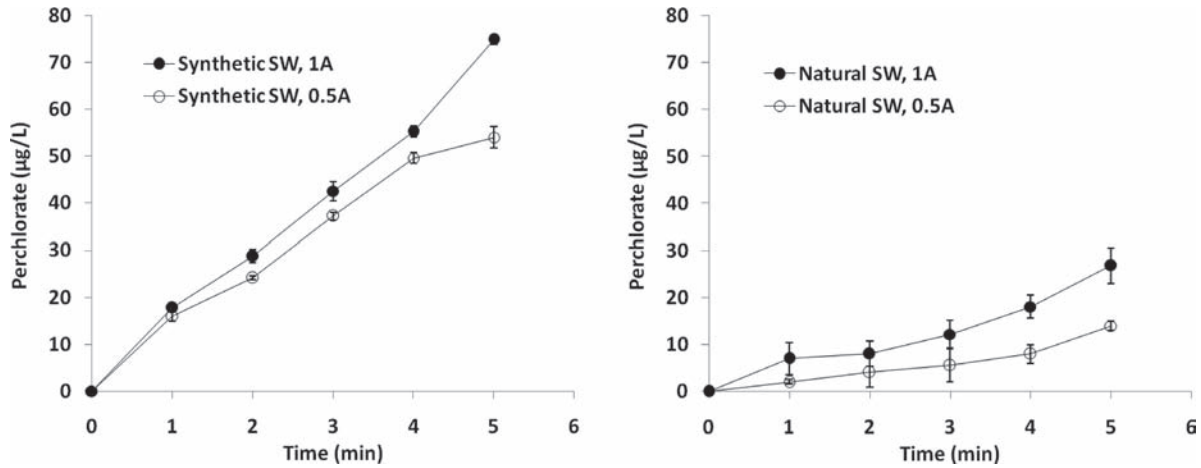 80
70
60
50
40
30
20
10
0
Perchlorate (µg/L)
Synthetic SW, 1A
Synthetic SW, 0.5A
0 1 2 3 4 5 6
Time (min)
80
70
60
50
40
30
20
10
0
Perchlorate (µg/L)
Natural SW, 1A
Natural SW, 0.5A
0 1 2 3 4 5 6
Time (min)